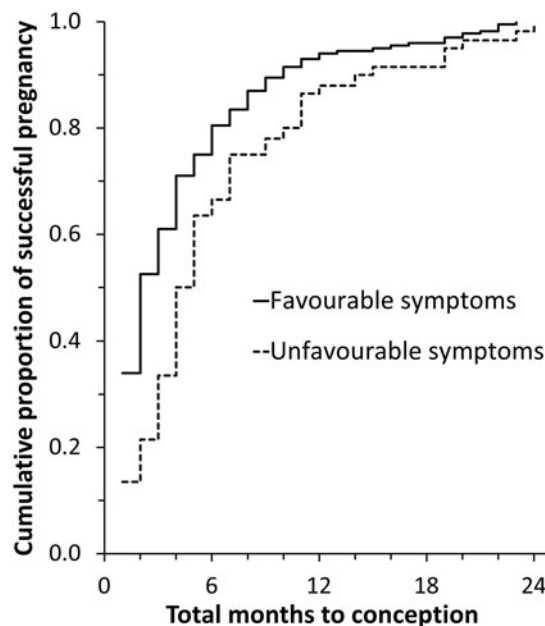 Cumulative proportion of successful pregnancy
1.0
0.8
0.6
0.4
0.2
0.0
Favourable symptoms
Unfavourable symptoms
0 6 12 18 24
Total months to conception